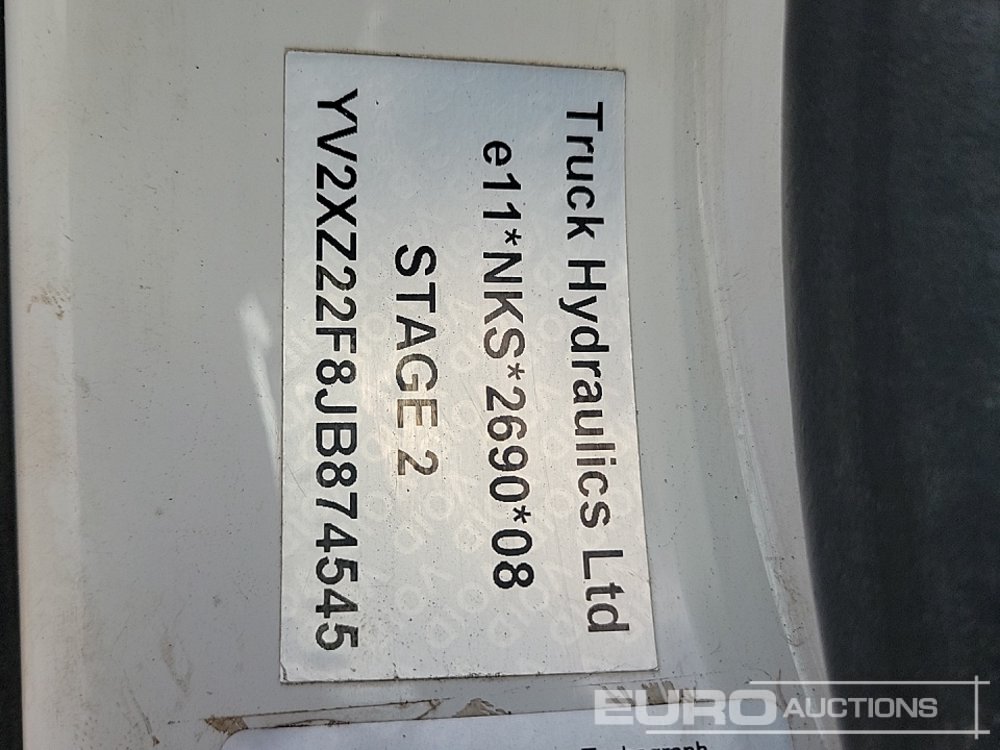 Truck Hydraulics Ltd
e11*NKS*2690*08
STAGE 2
YV2XZ22F8JB874545
EURO AUCTIONS